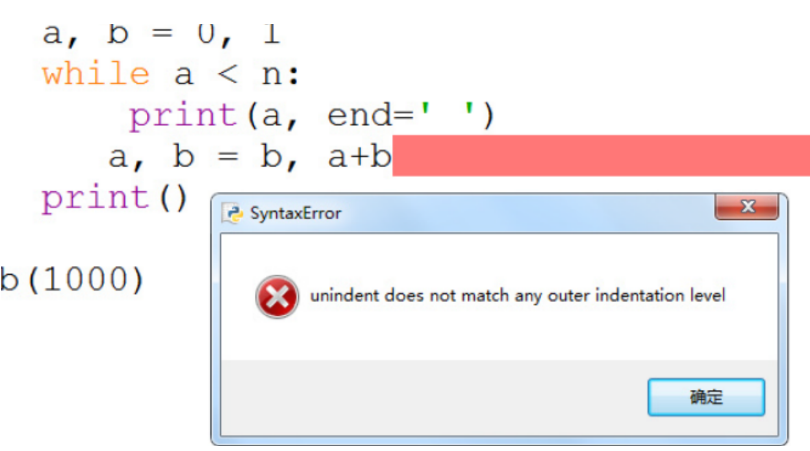 a, b = 0, 1
while a < n:
print(a, end=' ')
a, b = b, a+b
print()
b(1000)
SyntaxError
unindent does not match any outer indentation level
确定